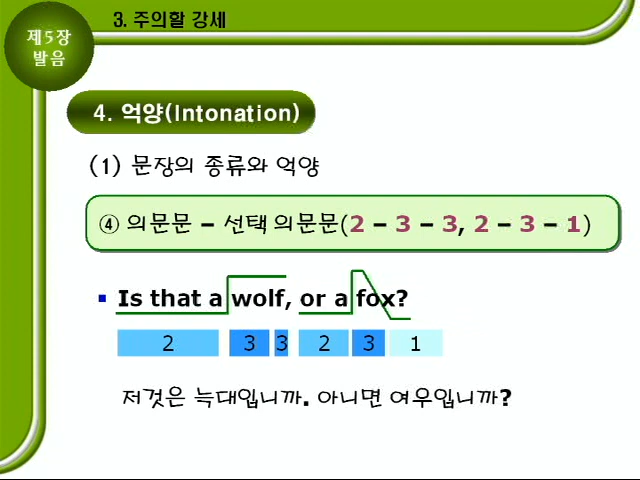 3. 주의할 강세
제5장
발음
4. 억양(Intonation)
(1) 문장의 종류와 억양
④ 의문문 – 선택 의문문(2 – 3 – 3, 2 – 3 – 1)
▪ Is that a wolf, or a fox?
2 3 3 2 3 1
저것은 늑대입니까. 아니면 여우입니까?